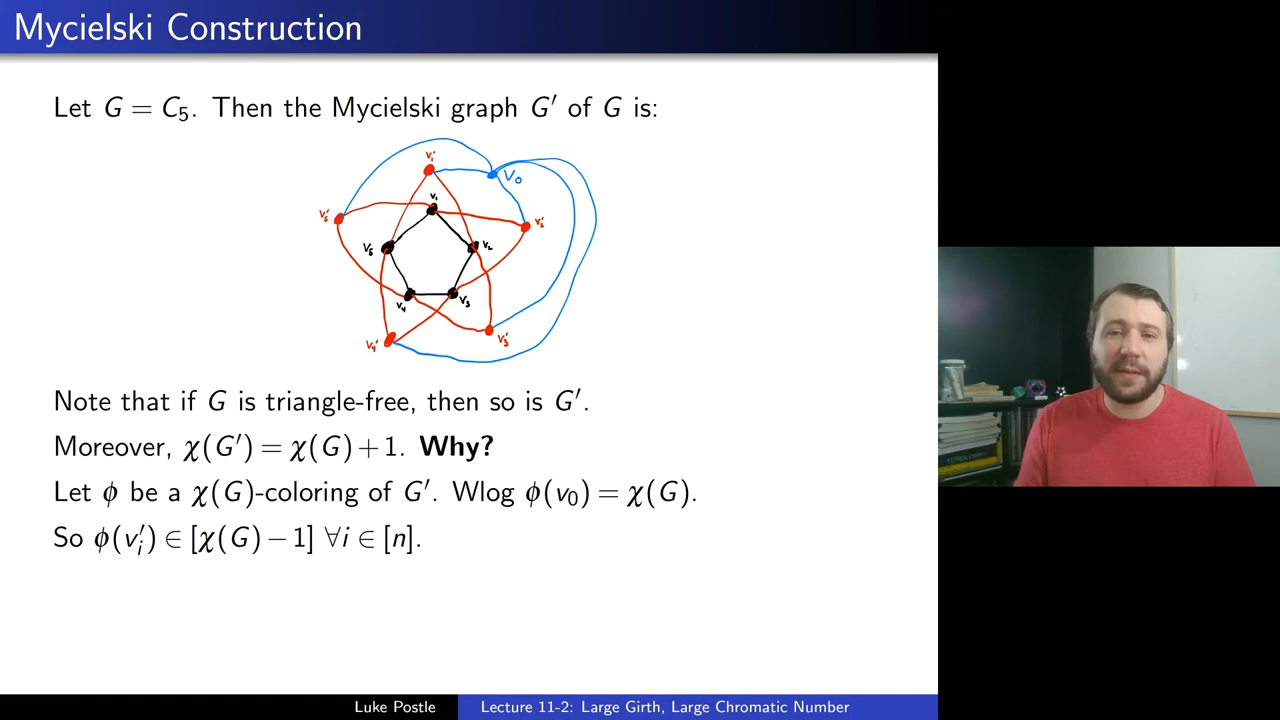 Mycielski Construction
Let G = C₅. Then the Mycielski graph G′ of G is:
v₁′
v₀
v₅′
v₁
v₂′
v₅
v₂
v₄
v₃
v₄′
v₃′
Note that if G is triangle-free, then so is G′.
Moreover, χ(G′) = χ(G) + 1. Why?
Let ϕ be a χ(G)-coloring of G′. Wlog ϕ(v₀) = χ(G).
So ϕ(vᵢ′) ∈ [χ(G) − 1] ∀i ∈ [n].
Luke Postle
Lecture 11-2: Large Girth, Large Chromatic Number